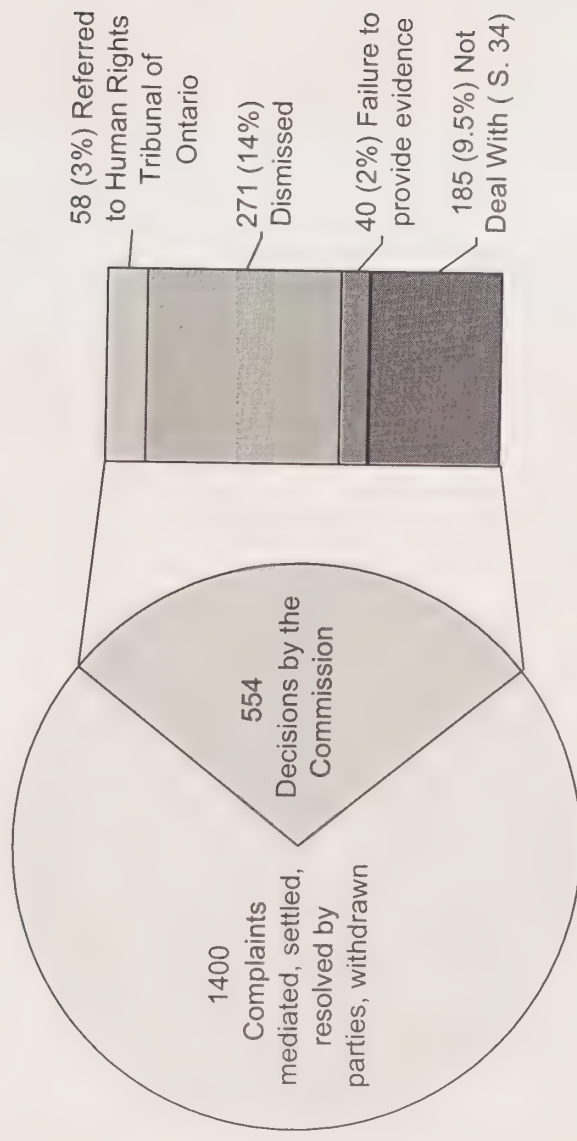 1400
Complaints
mediated, settled,
resolved by
parties, withdrawn
554
Decisions by the
Commission
58 (3%) Referred
to Human Rights
Tribunal of
Ontario
271 (14%)
Dismissed
40 (2%) Failure to
provide evidence
185 (9.5%) Not
Deal With ( S. 34)